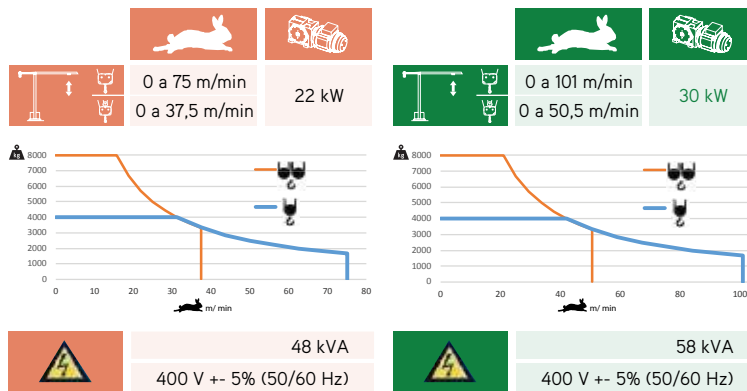 0 a 75 m/min
0 a 37,5 m/min
22 kW
0 a 101 m/min
0 a 50,5 m/min
30 kW
kg
8000
7000
6000
5000
4000
3000
2000
1000
0
0 10 20 30 40 50 60 70 80
m/ min
kg
8000
7000
6000
5000
4000
3000
2000
1000
0
0 20 40 60 80 100
m/ min
48 kVA
400 V +- 5% (50/60 Hz)
58 kVA
400 V +- 5% (50/60 Hz)